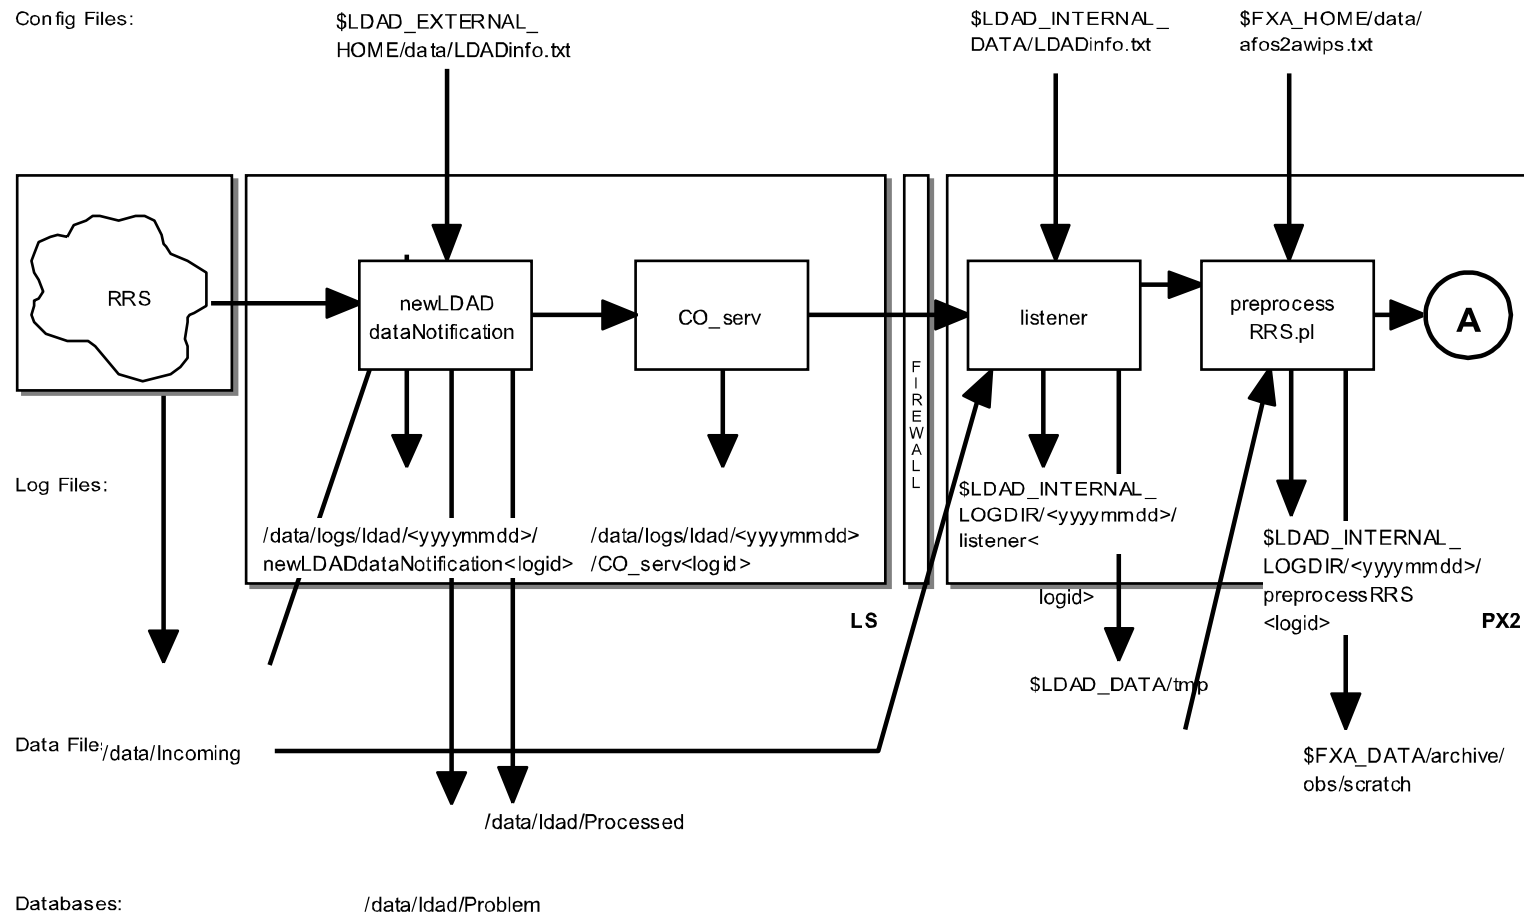 Config Files:
$LDAD_EXTERNAL_
HOME/data/LDADinfo.txt
$LDAD_INTERNAL_
DATA/LDADinfo.txt
$FXA_HOME/data/
afos2awips.txt
RRS
newLDAD
dataNotification
CO_serv
FIREWALL
listener
preprocess
RRS.pl
A
Log Files:
/data/logs/ldad/<yyyymmdd>/
newLDADdataNotification<logid>
/data/logs/ldad/<yyyymmdd>
/CO_serv<logid>
$LDAD_INTERNAL_
LOGDIR/<yyyymmdd>/
listener<
logid>
$LDAD_INTERNAL_
LOGDIR/<yyyymmdd>/
preprocessRRS
<logid>
LS
PX2
$LDAD_DATA/tmp
Data File
/data/Incoming
$FXA_DATA/archive/
obs/scratch
/data/ldad/Processed
Databases:
/data/ldad/Problem